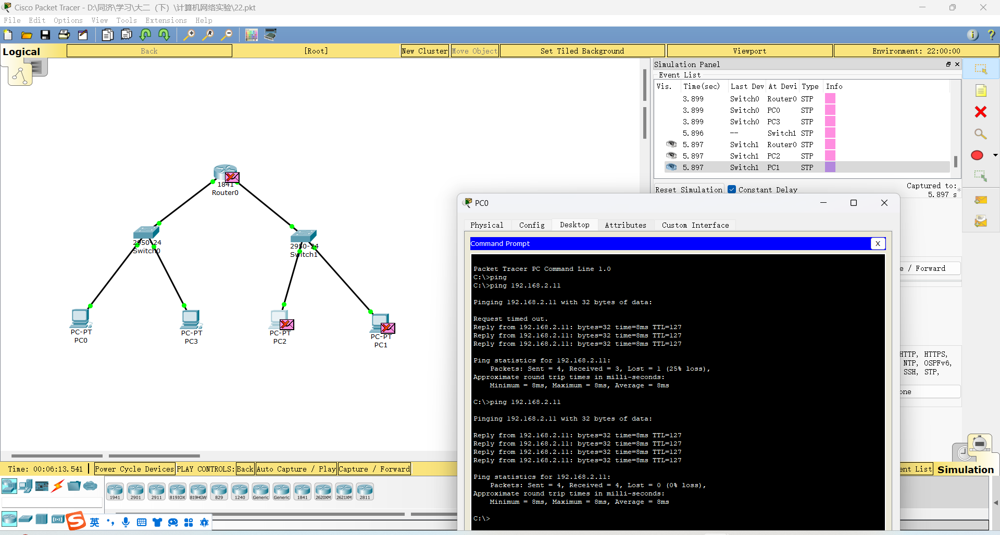 Cisco Packet Tracer - D:\同济\学习\大二（下）\计算机网络实验\22.pkt
File Edit Options View Tools Extensions Help
Logical
Back
[Root]
New Cluster
Move Object
Set Tiled Background
Viewport
Environment: 22:00:00
Simulation Panel
Event List
Vis. Time(sec) Last Dev At Devi Type Info
3.899 Switch0 Router0 STP
3.899 Switch0 PC0 STP
3.899 Switch0 PC3 STP
5.896 -- Switch1 STP
5.897 Switch1 Router0 STP
5.897 Switch1 PC2 STP
5.897 Switch1 PC1 STP
Reset Simulation
Constant Delay
Captured to:
5.897 s
1841
Router0
2950-24
Switch0
2950-24
Switch1
PC-PT
PC0
PC-PT
PC3
PC-PT
PC2
PC-PT
PC1
PC0
Physical Config Desktop Attributes Custom Interface
Command Prompt
X
Packet Tracer PC Command Line 1.0
C:\>ping
C:\>ping 192.168.2.11
Pinging 192.168.2.11 with 32 bytes of data:
Request timed out.
Reply from 192.168.2.11: bytes=32 time=8ms TTL=127
Reply from 192.168.2.11: bytes=32 time=8ms TTL=127
Reply from 192.168.2.11: bytes=32 time=8ms TTL=127
Ping statistics for 192.168.2.11:
Packets: Sent = 4, Received = 3, Lost = 1 (25% loss),
Approximate round trip times in milli-seconds:
Minimum = 8ms, Maximum = 8ms, Average = 8ms
C:\>ping 192.168.2.11
Pinging 192.168.2.11 with 32 bytes of data:
Reply from 192.168.2.11: bytes=32 time=8ms TTL=127
Reply from 192.168.2.11: bytes=32 time=8ms TTL=127
Reply from 192.168.2.11: bytes=32 time=8ms TTL=127
Reply from 192.168.2.11: bytes=32 time=8ms TTL=127
Ping statistics for 192.168.2.11:
Packets: Sent = 4, Received = 4, Lost = 0 (0% loss),
Approximate round trip times in milli-seconds:
Minimum = 8ms, Maximum = 8ms, Average = 8ms
C:\>
e / Forward
HTTP, HTTPS,
NTP, OSPFv6,
SSH, STP,
one
Time: 00:06:13.541
Power Cycle Devices
PLAY CONTROLS:
Back
Auto Capture / Play
Capture / Forward
ent List
Simulation
1941 2901 2911 819IOX 819HGW 829 1240 Generic Generic 1841 2620XM 2621XM 2811
英